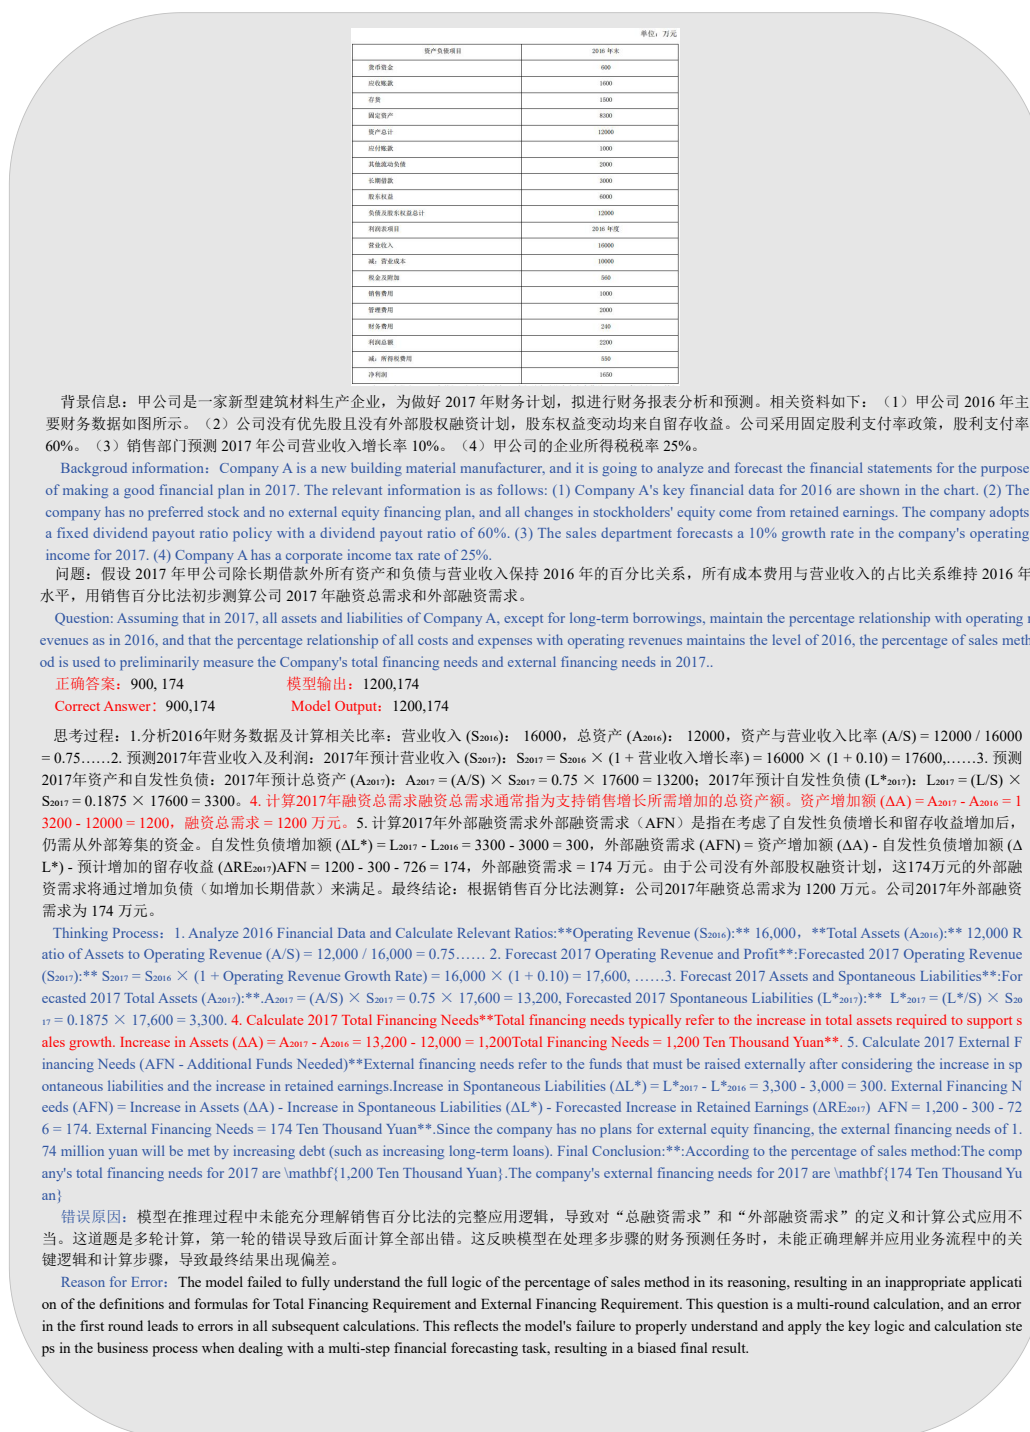 单位：万元
资产负债项目 2016 年末
货币资金 600
应收账款 1600
存货 1500
固定资产 8300
资产总计 12000
应付账款 1000
其他流动负债 2000
长期借款 3000
股东权益 6000
负债及股东权益总计 12000
利润表项目 2016 年度
营业收入 16000
减：营业成本 10000
税金及附加 560
销售费用 1000
管理费用 2000
财务费用 240
利润总额 2200
减：所得税费用 550
净利润 1650
背景信息：甲公司是一家新型建筑材料生产企业，为做好 2017 年财务计划，拟进行财务报表分析和预测。相关资料如下：（1）甲公司 2016 年主
要财务数据如图所示。（2）公司没有优先股且没有外部股权融资计划，股东权益变动均来自留存收益。公司采用固定股利支付率政策，股利支付率
60%。（3）销售部门预测 2017 年公司营业收入增长率 10%。（4）甲公司的企业所得税税率 25%。
Backgroud information：Company A is a new building material manufacturer, and it is going to analyze and forecast the financial statements for the purpose
of making a good financial plan in 2017. The relevant information is as follows: (1) Company A's key financial data for 2016 are shown in the chart. (2) The
company has no preferred stock and no external equity financing plan, and all changes in stockholders' equity come from retained earnings. The company adopts
a fixed dividend payout ratio policy with a dividend payout ratio of 60%. (3) The sales department forecasts a 10% growth rate in the company's operating
income for 2017. (4) Company A has a corporate income tax rate of 25%.
问题：假设 2017 年甲公司除长期借款外所有资产和负债与营业收入保持 2016 年的百分比关系，所有成本费用与营业收入的占比关系维持 2016 年
水平，用销售百分比法初步测算公司 2017 年融资总需求和外部融资需求。
Question: Assuming that in 2017, all assets and liabilities of Company A, except for long-term borrowings, maintain the percentage relationship with operating r
evenues as in 2016, and that the percentage relationship of all costs and expenses with operating revenues maintains the level of 2016, the percentage of sales meth
od is used to preliminarily measure the Company's total financing needs and external financing needs in 2017..
正确答案：900, 174 模型输出：1200,174
Correct Answer：900,174 Model Output：1200,174
思考过程：1.分析2016年财务数据及计算相关比率：营业收入 (S₂₀₁₆)： 16000，总资产 (A₂₀₁₆)： 12000，资产与营业收入比率 (A/S) = 12000 / 16000
= 0.75……2. 预测2017年营业收入及利润：2017年预计营业收入 (S₂₀₁₇)：S₂₀₁₇ = S₂₀₁₆ × (1 + 营业收入增长率) = 16000 × (1 + 0.10) = 17600,……3. 预测
2017年资产和自发性负债：2017年预计总资产 (A₂₀₁₇)：A₂₀₁₇ = (A/S) × S₂₀₁₇ = 0.75 × 17600 = 13200；2017年预计自发性负债 (L*₂₀₁₇)：L₂₀₁₇ = (L/S) ×
S₂₀₁₇ = 0.1875 × 17600 = 3300。4. 计算2017年融资总需求融资总需求通常指为支持销售增长所需增加的总资产额。资产增加额 (ΔA) = A₂₀₁₇ - A₂₀₁₆ = 1
3200 - 12000 = 1200，融资总需求 = 1200 万元。5. 计算2017年外部融资需求外部融资需求（AFN）是指在考虑了自发性负债增长和留存收益增加后，
仍需从外部筹集的资金。自发性负债增加额 (ΔL*) = L₂₀₁₇ - L₂₀₁₆ = 3300 - 3000 = 300，外部融资需求 (AFN) = 资产增加额 (ΔA) - 自发性负债增加额 (Δ
L*) - 预计增加的留存收益 (ΔRE₂₀₁₇)AFN = 1200 - 300 - 726 = 174，外部融资需求 = 174 万元。由于公司没有外部股权融资计划，这174万元的外部融
资需求将通过增加负债（如增加长期借款）来满足。最终结论：根据销售百分比法测算：公司2017年融资总需求为 1200 万元。公司2017年外部融资
需求为 174 万元。
Thinking Process：1. Analyze 2016 Financial Data and Calculate Relevant Ratios:**Operating Revenue (S₂₀₁₆):** 16,000，**Total Assets (A₂₀₁₆):** 12,000 R
atio of Assets to Operating Revenue (A/S) = 12,000 / 16,000 = 0.75…… 2. Forecast 2017 Operating Revenue and Profit**:Forecasted 2017 Operating Revenue
(S₂₀₁₇):** S₂₀₁₇ = S₂₀₁₆ × (1 + Operating Revenue Growth Rate) = 16,000 × (1 + 0.10) = 17,600, ……3. Forecast 2017 Assets and Spontaneous Liabilities**:For
ecasted 2017 Total Assets (A₂₀₁₇):**.A₂₀₁₇ = (A/S) × S₂₀₁₇ = 0.75 × 17,600 = 13,200, Forecasted 2017 Spontaneous Liabilities (L*₂₀₁₇):** L*₂₀₁₇ = (L*/S) × S₂₀
₁₇ = 0.1875 × 17,600 = 3,300. 4. Calculate 2017 Total Financing Needs**Total financing needs typically refer to the increase in total assets required to support s
ales growth. Increase in Assets (ΔA) = A₂₀₁₇ - A₂₀₁₆ = 13,200 - 12,000 = 1,200Total Financing Needs = 1,200 Ten Thousand Yuan**. 5. Calculate 2017 External F
inancing Needs (AFN - Additional Funds Needed)**External financing needs refer to the funds that must be raised externally after considering the increase in sp
ontaneous liabilities and the increase in retained earnings.Increase in Spontaneous Liabilities (ΔL*) = L*₂₀₁₇ - L*₂₀₁₆ = 3,300 - 3,000 = 300. External Financing N
eeds (AFN) = Increase in Assets (ΔA) - Increase in Spontaneous Liabilities (ΔL*) - Forecasted Increase in Retained Earnings (ΔRE₂₀₁₇) AFN = 1,200 - 300 - 72
6 = 174. External Financing Needs = 174 Ten Thousand Yuan**.Since the company has no plans for external equity financing, the external financing needs of 1.
74 million yuan will be met by increasing debt (such as increasing long-term loans). Final Conclusion:**:According to the percentage of sales method:The comp
any's total financing needs for 2017 are \mathbf{1,200 Ten Thousand Yuan}.The company's external financing needs for 2017 are \mathbf{174 Ten Thousand Yu
an}
错误原因：模型在推理过程中未能充分理解销售百分比法的完整应用逻辑，导致对“总融资需求”和“外部融资需求”的定义和计算公式应用不
当。这道题是多轮计算，第一轮的错误导致后面计算全部出错。这反映模型在处理多步骤的财务预测任务时，未能正确理解并应用业务流程中的关
键逻辑和计算步骤，导致最终结果出现偏差。
Reason for Error：The model failed to fully understand the full logic of the percentage of sales method in its reasoning, resulting in an inappropriate applicati
on of the definitions and formulas for Total Financing Requirement and External Financing Requirement. This question is a multi-round calculation, and an error
in the first round leads to errors in all subsequent calculations. This reflects the model's failure to properly understand and apply the key logic and calculation ste
ps in the business process when dealing with a multi-step financial forecasting task, resulting in a biased final result.